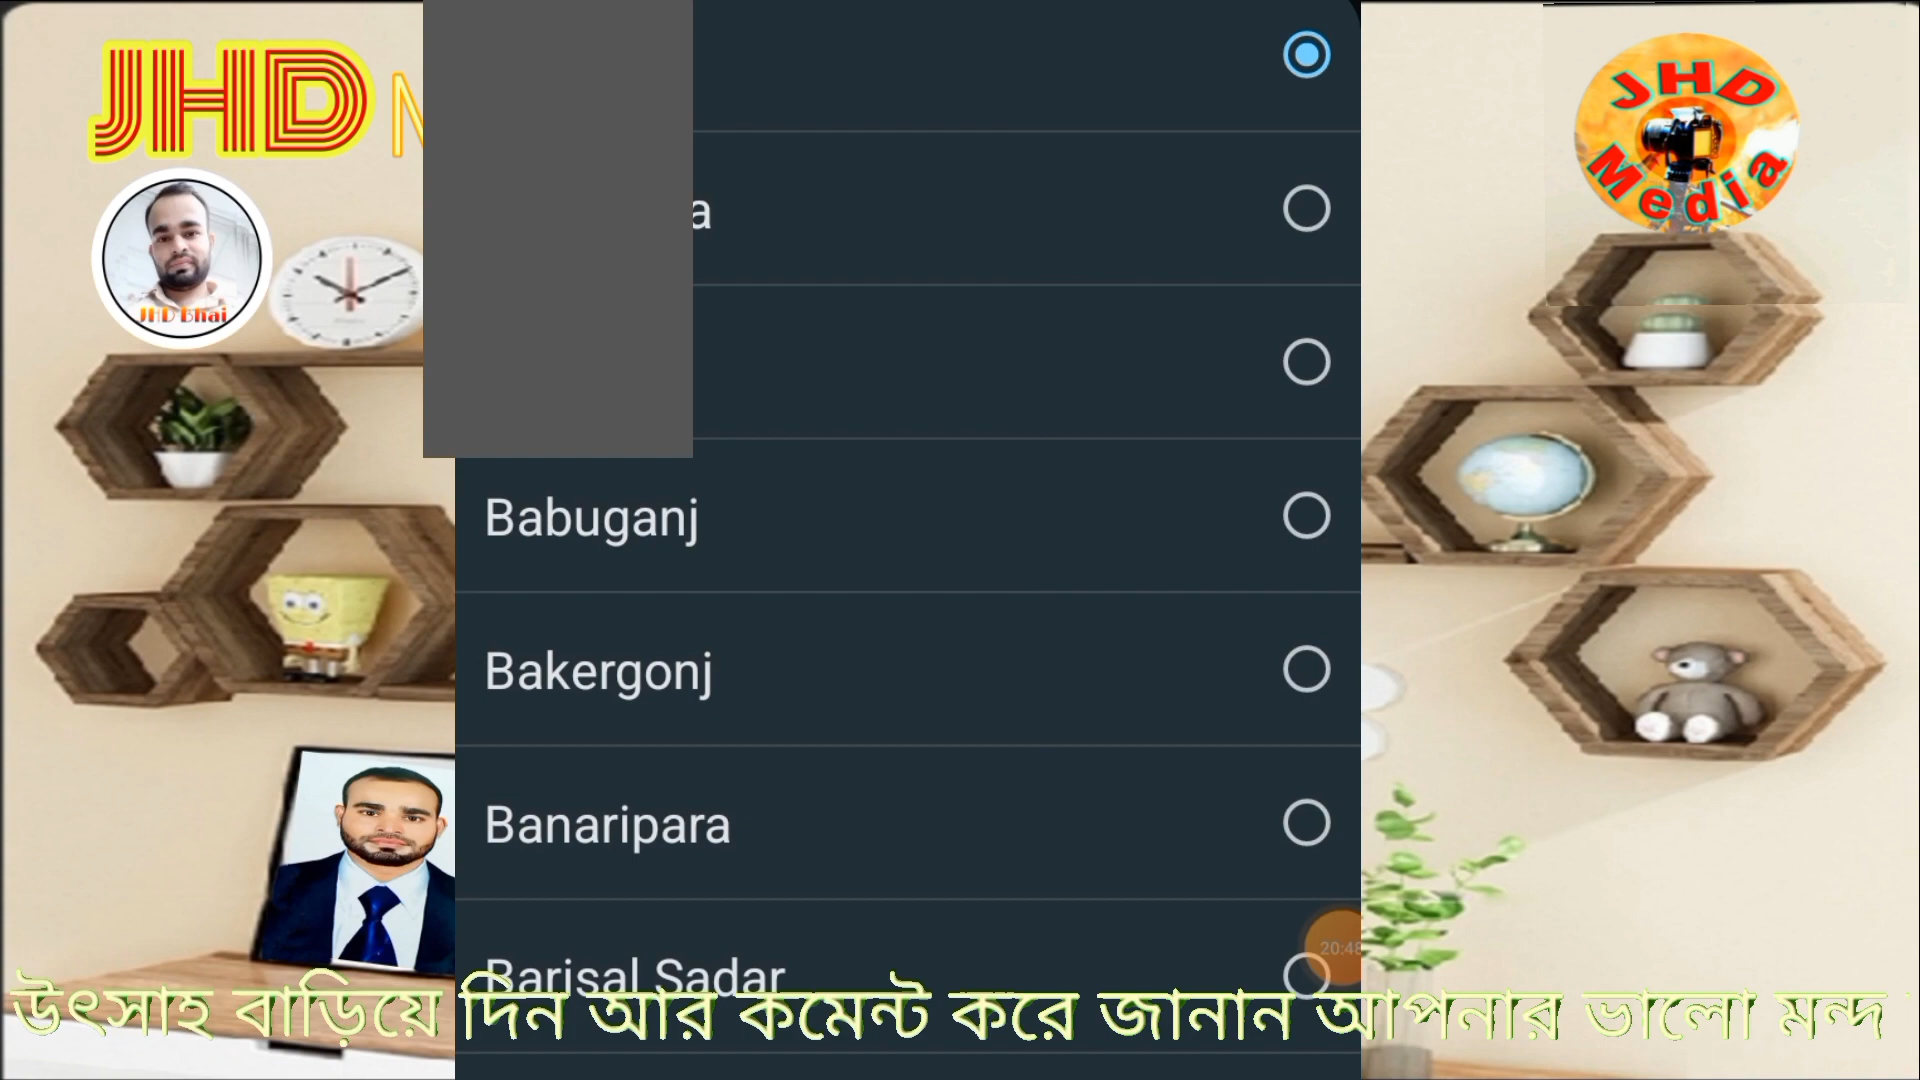 JHD
JHD Media
JHD Bhai
Babuganj
Bakergonj
Banaripara
Barisal Sadar
20:48
উৎসাহ বাড়িয়ে দিন আর কমেন্ট করে জানান আপনার ভালো মন্দ